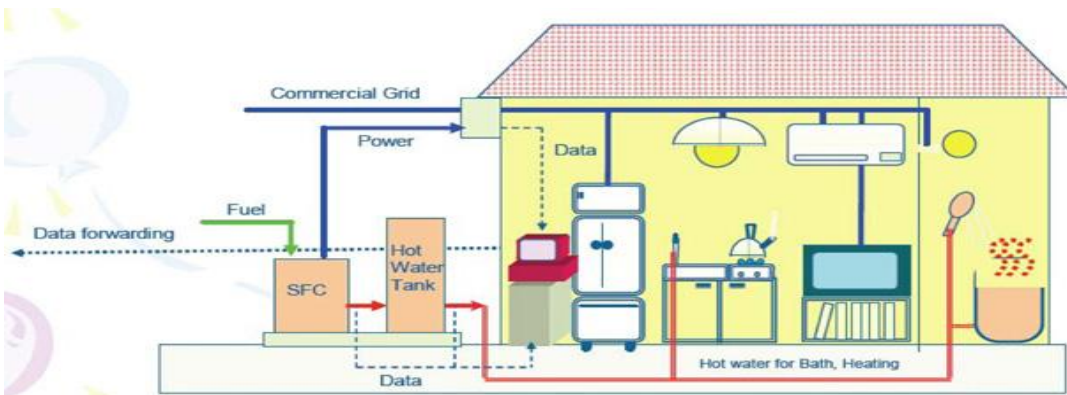 Commercial Grid
Power
Data
Fuel
Data forwarding
Hot
Water
Tank
SFC
Hot water for Bath, Heating
Data